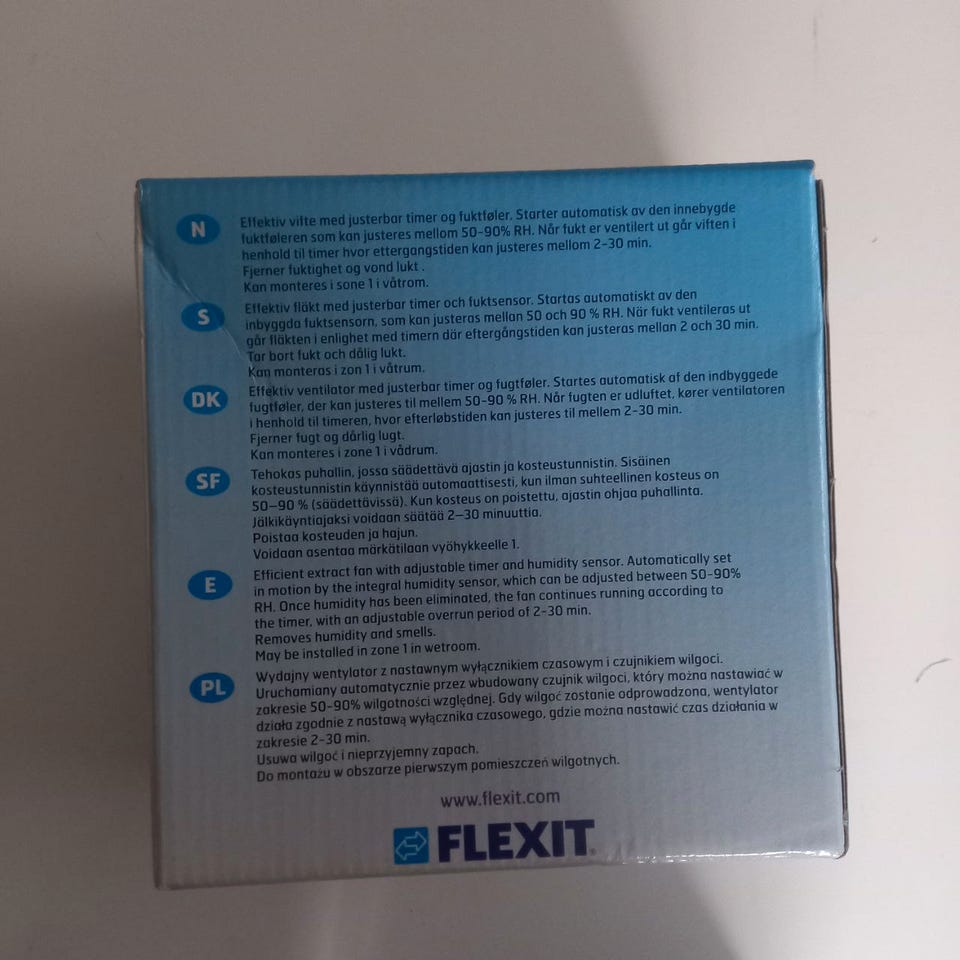 N
Effektiv vifte med justerbar timer og fuktføler. Starter automatisk av den innebygde
fuktføleren som kan justeres mellom 50-90% RH. Når fukt er ventilert ut går viften i
henhold til timer hvor ettergangstiden kan justeres mellom 2-30 min.
Fjerner fuktighet og vond lukt .
Kan monteres i sone 1 i våtrom.
S
Effektiv fläkt med justerbar timer och fuktsensor. Startas automatiskt av den
inbyggda fuktsensorn, som kan justeras mellan 50 och 90 % RH. När fukt ventileras ut
går fläkten i enlighet med timern där eftergångstiden kan justeras mellan 2 och 30 min.
Tar bort fukt och dålig lukt.
Kan monteras i zon 1 i våtrum.
DK
Effektiv ventilator med justerbar timer og fugtføler. Startes automatisk af den indbyggede
fugtføler, der kan justeres til mellem 50-90 % RH. Når fugten er udluftet, kører ventilatoren
i henhold til timeren, hvor efterløbstiden kan justeres til mellem 2-30 min.
Fjerner fugt og dårlig lugt.
Kan monteres i zone 1 i vådrum.
SF
Tehokas puhallin, jossa säädettävä ajastin ja kosteustunnistin. Sisäinen
kosteustunnistin käynnistää automaattisesti, kun ilman suhteellinen kosteus on
50–90 % (säädettävissä). Kun kosteus on poistettu, ajastin ohjaa puhallinta.
Jälkikäyntiajaksi voidaan säätää 2–30 minuuttia.
Poistaa kosteuden ja hajun.
Voidaan asentaa märkätilaan vyöhykkeelle 1.
E
Efficient extract fan with adjustable timer and humidity sensor. Automatically set
in motion by the integral humidity sensor, which can be adjusted between 50-90%
RH. Once humidity has been eliminated, the fan continues running according to
the timer, with an adjustable overrun period of 2-30 min.
Removes humidity and smells.
May be installed in zone 1 in wetroom.
PL
Wydajny wentylator z nastawnym wyłącznikiem czasowym i czujnikiem wilgoci.
Uruchamiany automatycznie przez wbudowany czujnik wilgoci, który można nastawiać w
zakresie 50-90% wilgotności względnej. Gdy wilgoć zostanie odprowadzona, wentylator
działa zgodnie z nastawą wyłącznika czasowego, gdzie można nastawić czas działania w
zakresie 2-30 min.
Usuwa wilgoć i nieprzyjemny zapach.
Do montażu w obszarze pierwszym pomieszczeń wilgotnych.
www.flexit.com
FLEXIT®